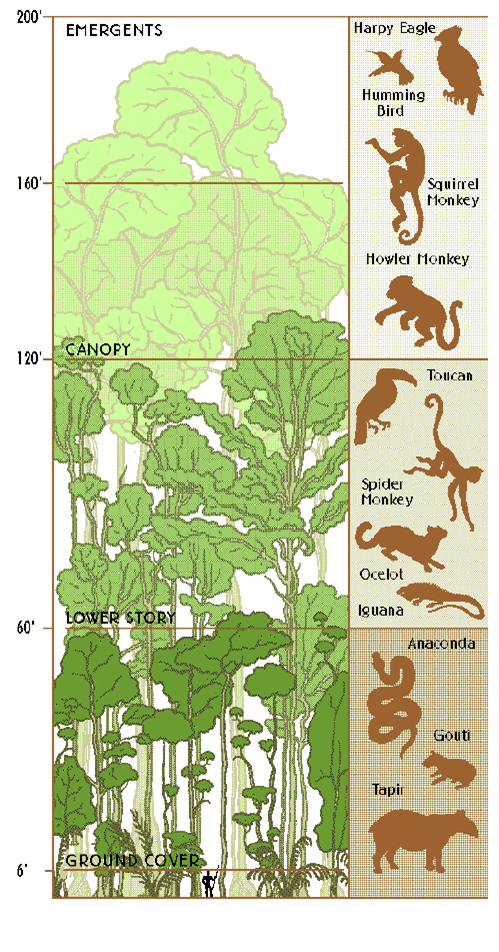 200'
EMERGENTS
Harpy Eagle
Humming
Bird
160'
Squirrel
Monkey
Howler Monkey
120'
CANOPY
Toucan
Spider
Monkey
Ocelot
Iguana
60'
LOWER STORY
Anaconda
Gouti
Tapir
6'
GROUND COVER